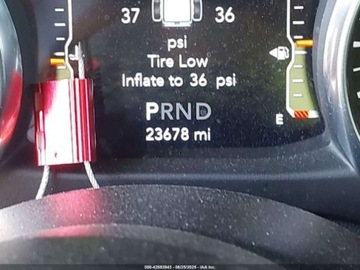 37 36
psi
Tire Low
Inflate to 36 psi
PRND
23678 mi
E